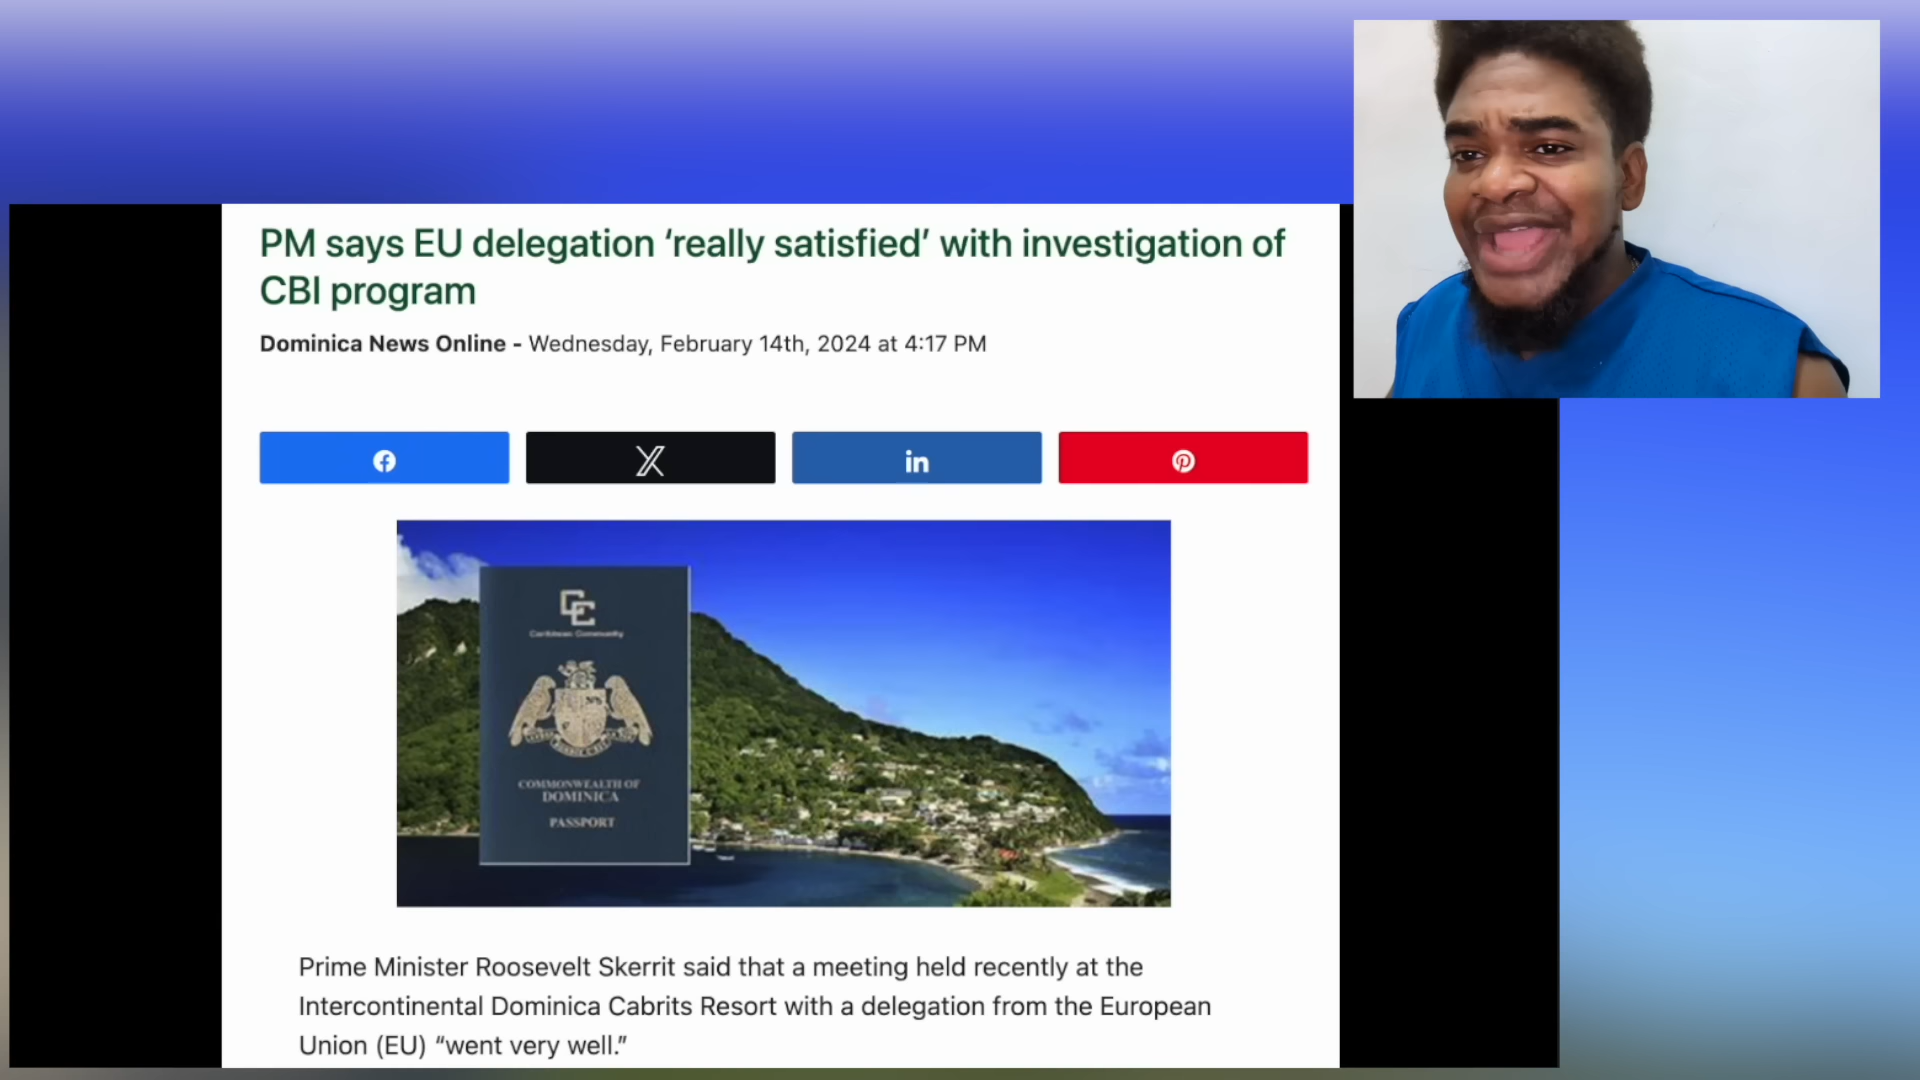 PM says EU delegation ‘really satisfied’ with investigation of
CBI program
Dominica News Online - Wednesday, February 14th, 2024 at 4:17 PM
Caribbean Community
COMMONWEALTH OF
DOMINICA
PASSPORT
Prime Minister Roosevelt Skerrit said that a meeting held recently at the
Intercontinental Dominica Cabrits Resort with a delegation from the European
Union (EU) “went very well.”